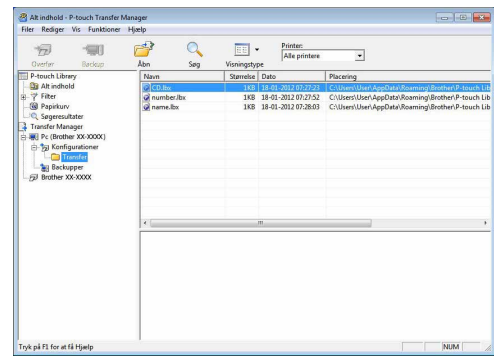 Alt indhold - P-touch Transfer Manager
Filer Rediger Vis Funktioner Hjælp
Overfør Backup Åbn Søg Visningstype
Printer:
Alle printere
P-touch Library
Alt indhold
Filter
Papirkurv
Søgeresultater
Transfer Manager
Pc (Brother XX-XXXX)
Konfigurationer
Transfer
Backupper
Brother XX-XXXX
Navn Størrelse Dato Placering
CD.lbx 1KB 18-01-2012 07:27:23 C:\Users\User\AppData\Roaming\Brother\P-touch Lib
number.lbx 1KB 18-01-2012 07:27:52 C:\Users\User\AppData\Roaming\Brother\P-touch Lib
name.lbx 1KB 18-01-2012 07:28:03 C:\Users\User\AppData\Roaming\Brother\P-touch Lib
Tryk på F1 for at få Hjælp
NUM